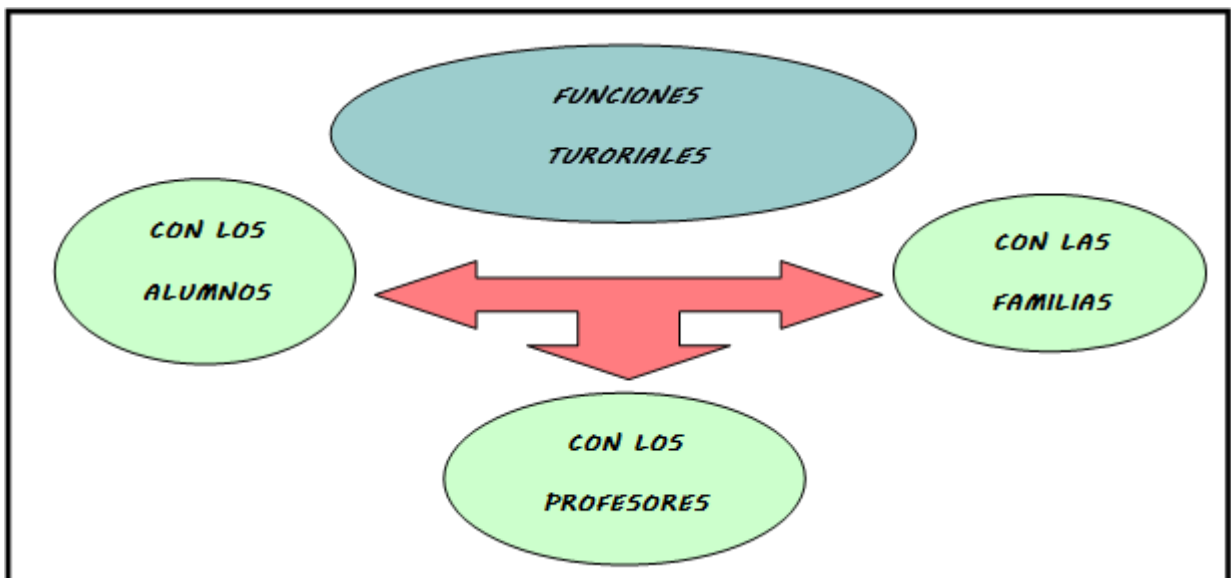 FUNCIONES
TURORIALES
CON LOS
ALUMNOS
CON LAS
FAMILIAS
CON LOS
PROFESORES